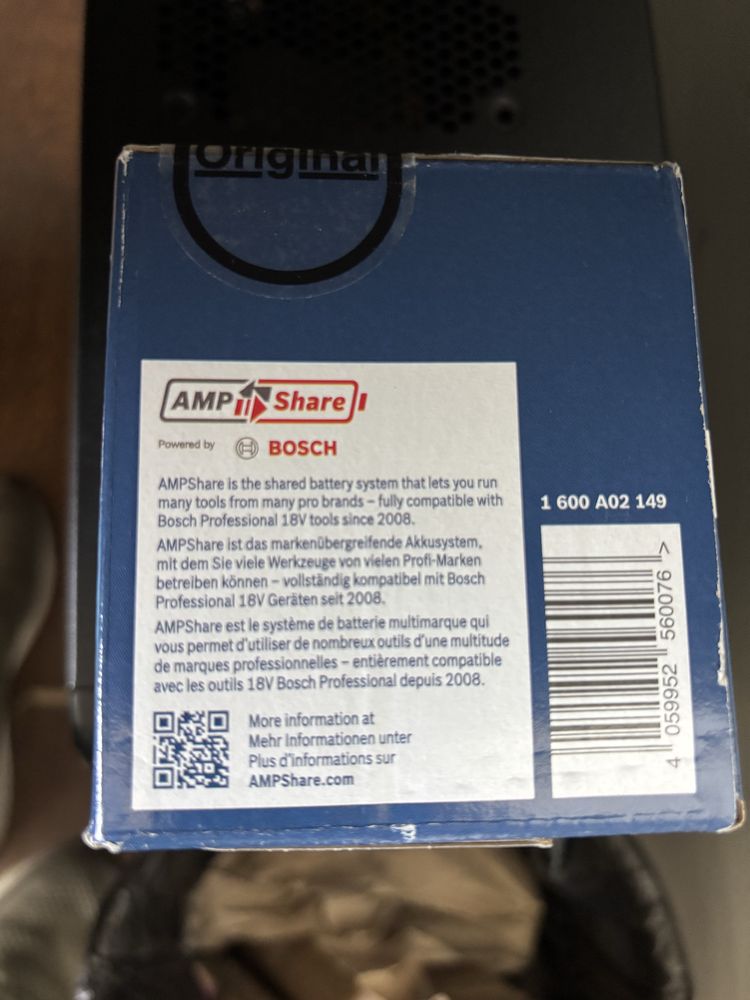 Original
AMP Share
Powered by BOSCH
AMPShare is the shared battery system that lets you run
many tools from many pro brands – fully compatible with
Bosch Professional 18V tools since 2008.
AMPShare ist das markenübergreifende Akkusystem,
mit dem Sie viele Werkzeuge von vielen Profi-Marken
betreiben können – vollständig kompatibel mit Bosch
Professional 18V Geräten seit 2008.
AMPShare est le système de batterie multimarque qui
vous permet d'utiliser de nombreux outils d'une multitude
de marques professionnelles – entièrement compatible
avec les outils 18V Bosch Professional depuis 2008.
More information at
Mehr Informationen unter
Plus d'informations sur
AMPShare.com
1 600 A02 149
4 059952 560076 >